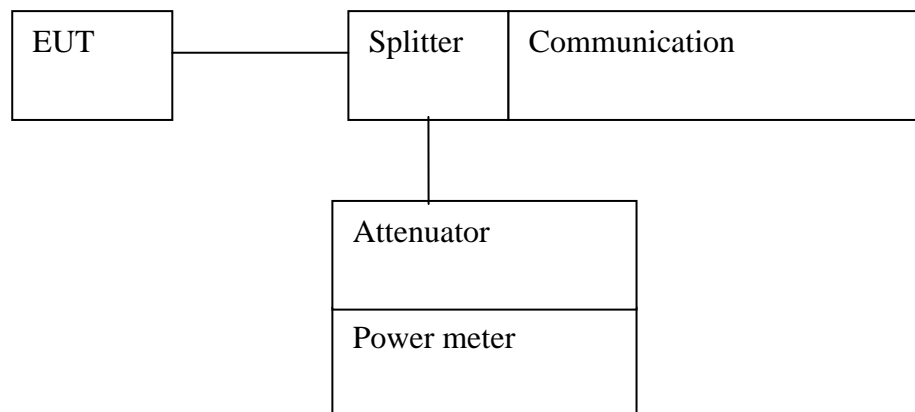 EUT
Splitter
Communication
Attenuator
Power meter